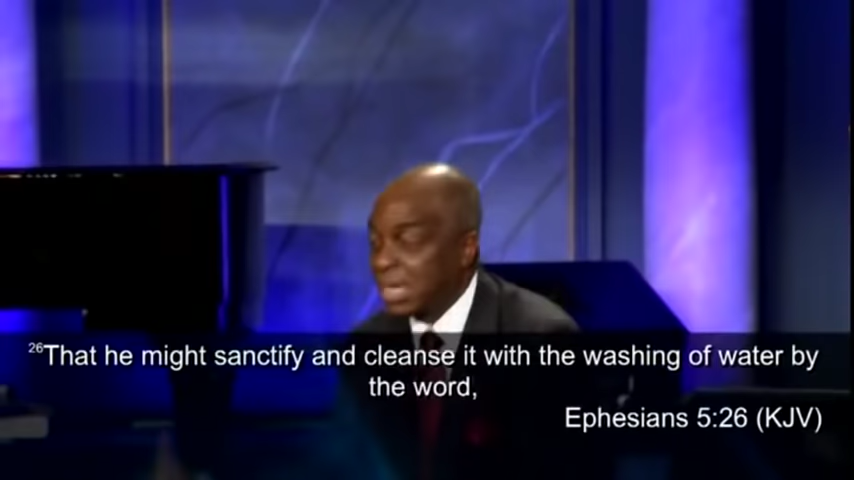 26That he might sanctify and cleanse it with the washing of water by
the word,
Ephesians 5:26 (KJV)